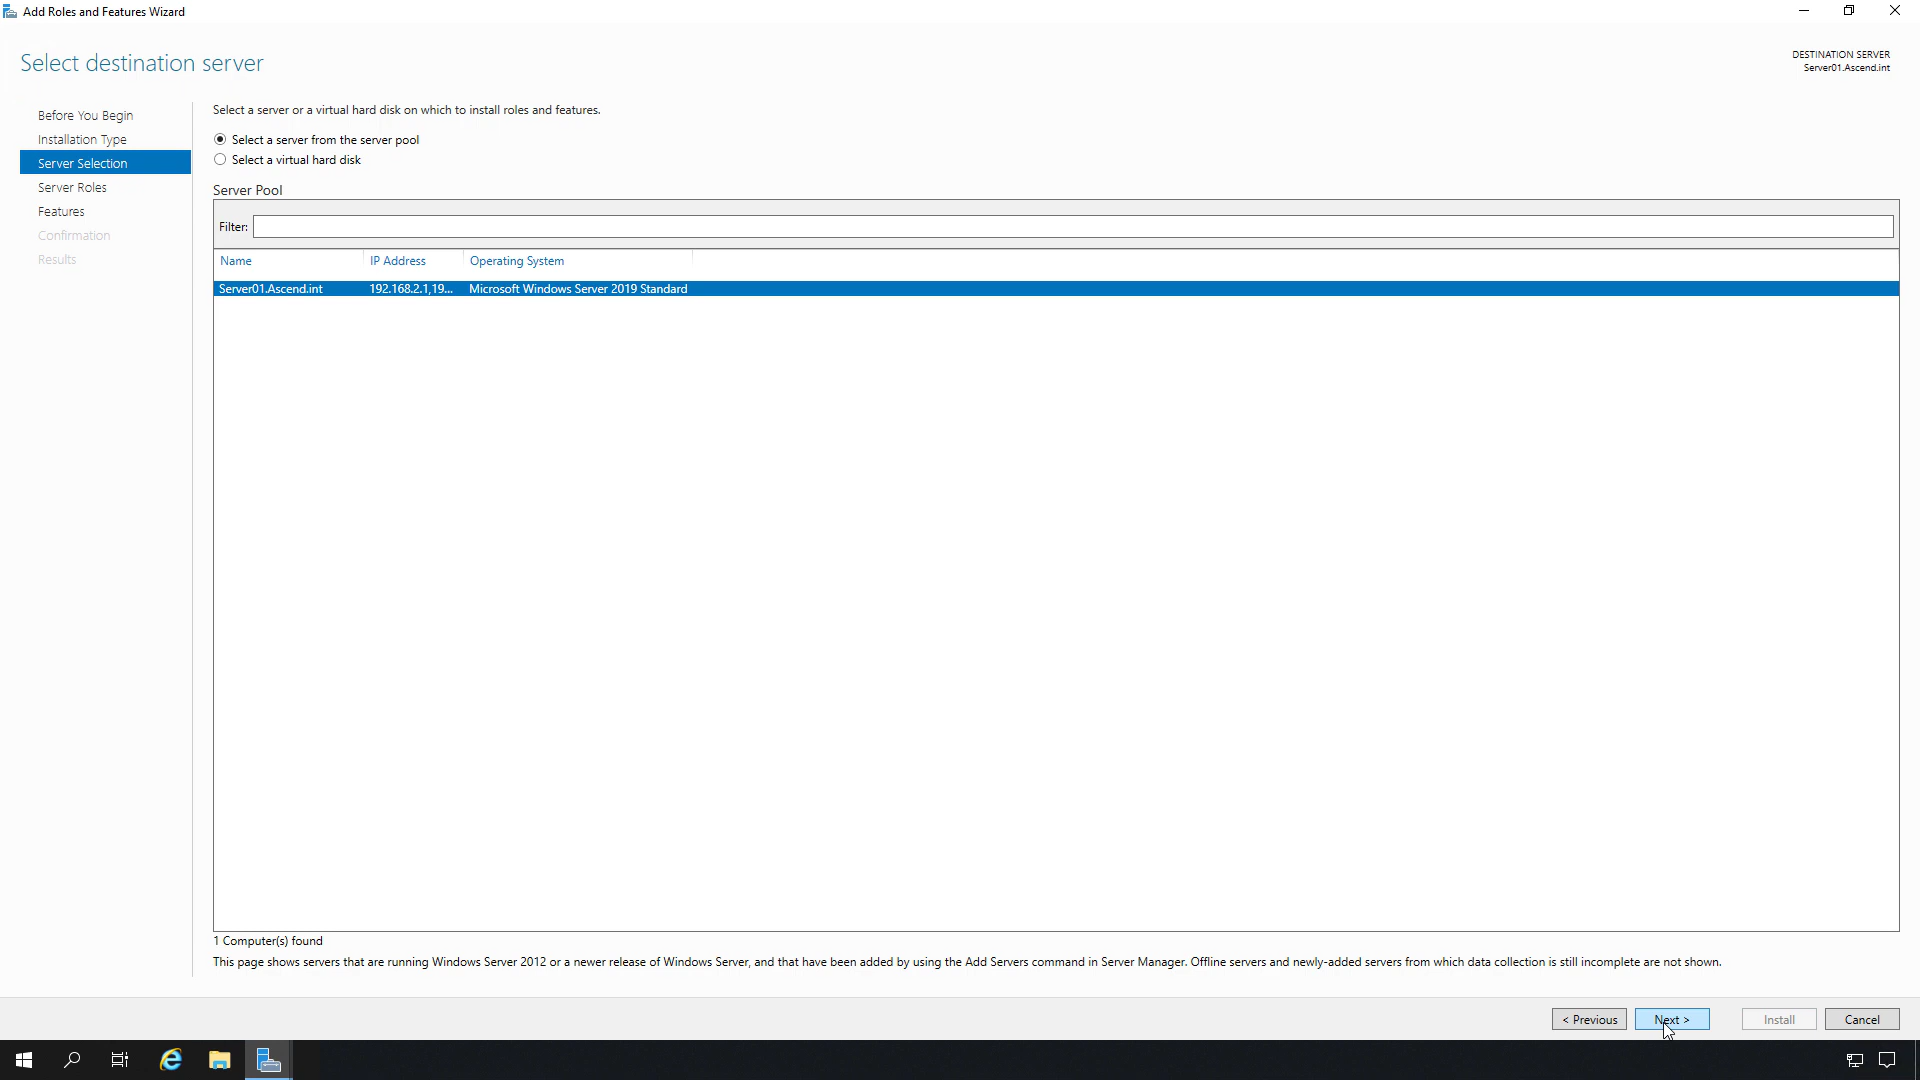 Add Roles and Features Wizard
Select destination server
DESTINATION SERVER
Server01.Ascend.int
Before You Begin
Installation Type
Server Selection
Server Roles
Features
Confirmation
Results
Select a server or a virtual hard disk on which to install roles and features.
Select a server from the server pool
Select a virtual hard disk
Server Pool
Filter:
Name IP Address Operating System
Server01.Ascend.int 192.168.2.1,19... Microsoft Windows Server 2019 Standard
1 Computer(s) found
This page shows servers that are running Windows Server 2012 or a newer release of Windows Server, and that have been added by using the Add Servers command in Server Manager. Offline servers and newly-added servers from which data collection is still incomplete are not shown.
< Previous Next > Install Cancel